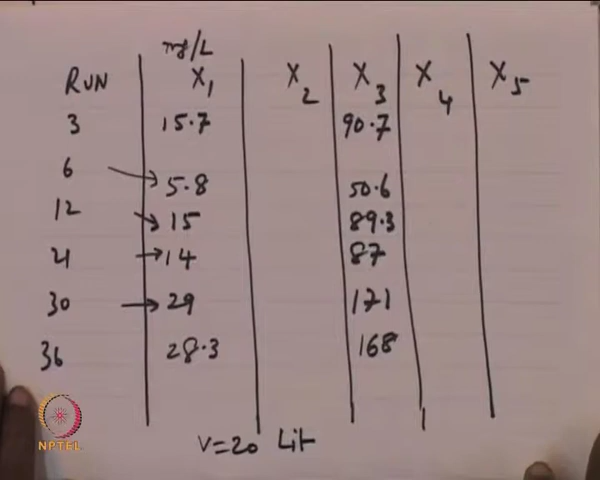 mg/L
RUN X1 X2 X3 X4 X5
3 15.7 90.7
6 5.8 50.6
12 15 89.3
21 14 87
30 29 171
36 28.3 168
V=20 Lit
NPTEL